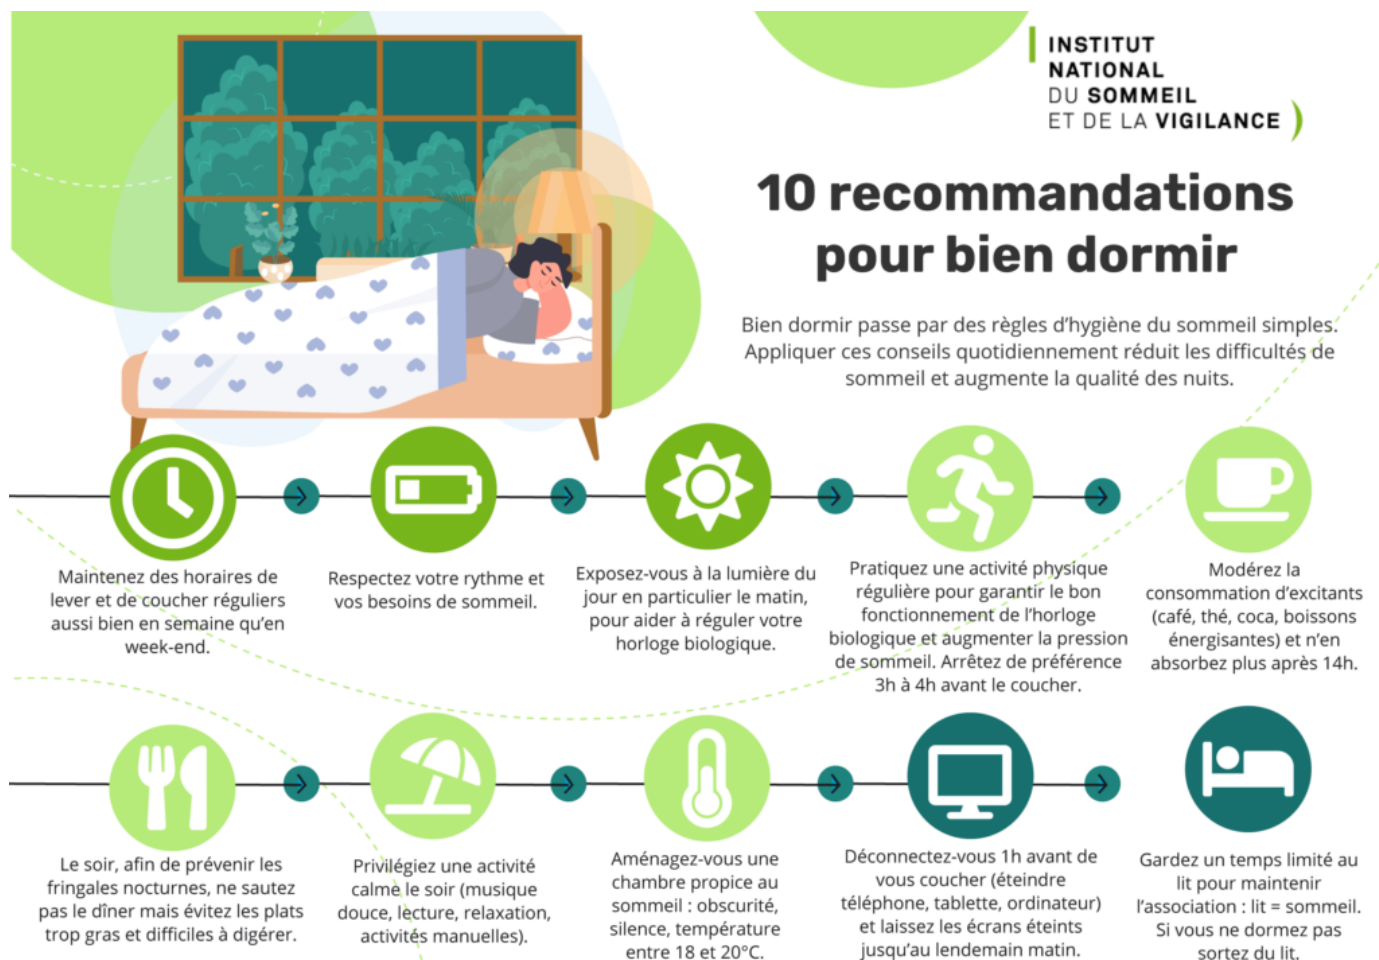 INSTITUT
NATIONAL
DU SOMMEIL
ET DE LA VIGILANCE
10 recommandations
pour bien dormir
Bien dormir passe par des règles d'hygiène du sommeil simples.
Appliquer ces conseils quotidiennement réduit les difficultés de
sommeil et augmente la qualité des nuits.
Maintenez des horaires de
lever et de coucher réguliers
aussi bien en semaine qu'en
week-end.
Respectez votre rythme et
vos besoins de sommeil.
Exposez-vous à la lumière du
jour en particulier le matin,
pour aider à réguler votre
horloge biologique.
Pratiquez une activité physique
régulière pour garantir le bon
fonctionnement de l'horloge
biologique et augmenter la pression
de sommeil. Arrêtez de préférence
3h à 4h avant le coucher.
Modérez la
consommation d'excitants
(café, thé, coca, boissons
énergisantes) et n'en
absorbez plus après 14h.
Le soir, afin de prévenir les
fringales nocturnes, ne sautez
pas le dîner mais évitez les plats
trop gras et difficiles à digérer.
Privilégiez une activité
calme le soir (musique
douce, lecture, relaxation,
activités manuelles).
Aménagez-vous une
chambre propice au
sommeil : obscurité,
silence, température
entre 18 et 20°C.
Déconnectez-vous 1h avant de
vous coucher (éteindre
téléphone, tablette, ordinateur)
et laissez les écrans éteints
jusqu'au lendemain matin.
Gardez un temps limité au
lit pour maintenir
l'association : lit = sommeil.
Si vous ne dormez pas
sortez du lit.